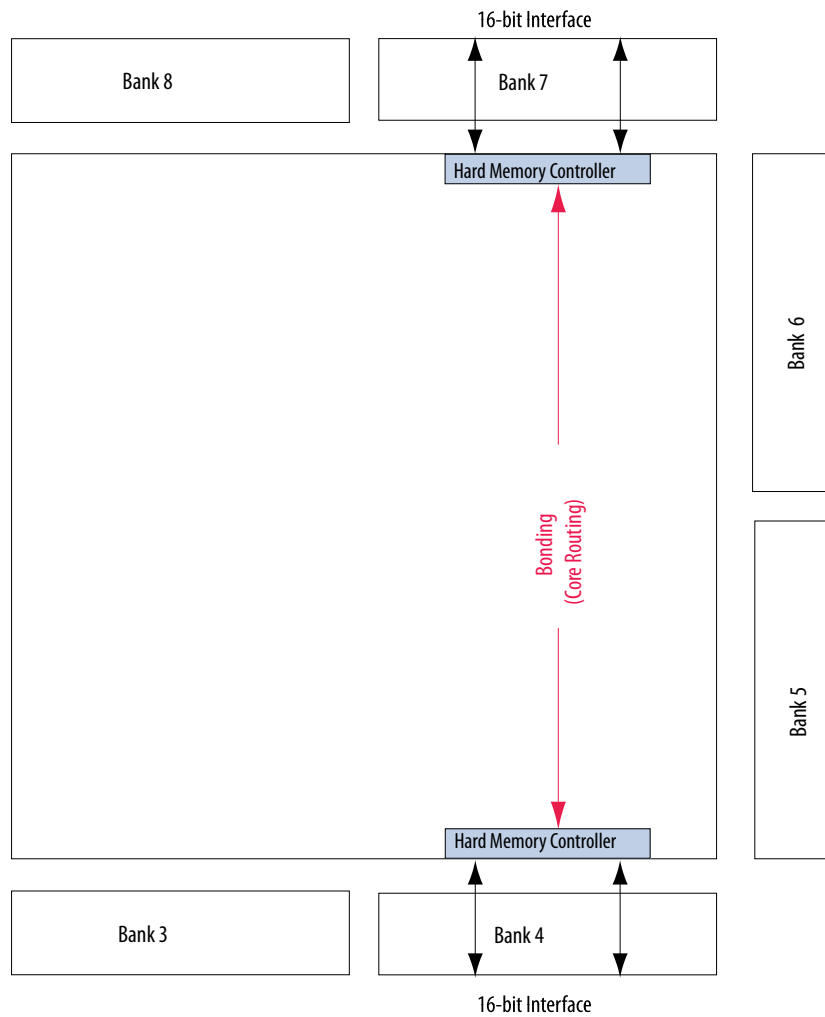 16-bit Interface
Bank 8
Bank 7
Hard Memory Controller
Bank 6
Bonding
(Core Routing)
Bank 5
Hard Memory Controller
Bank 3
Bank 4
16-bit Interface